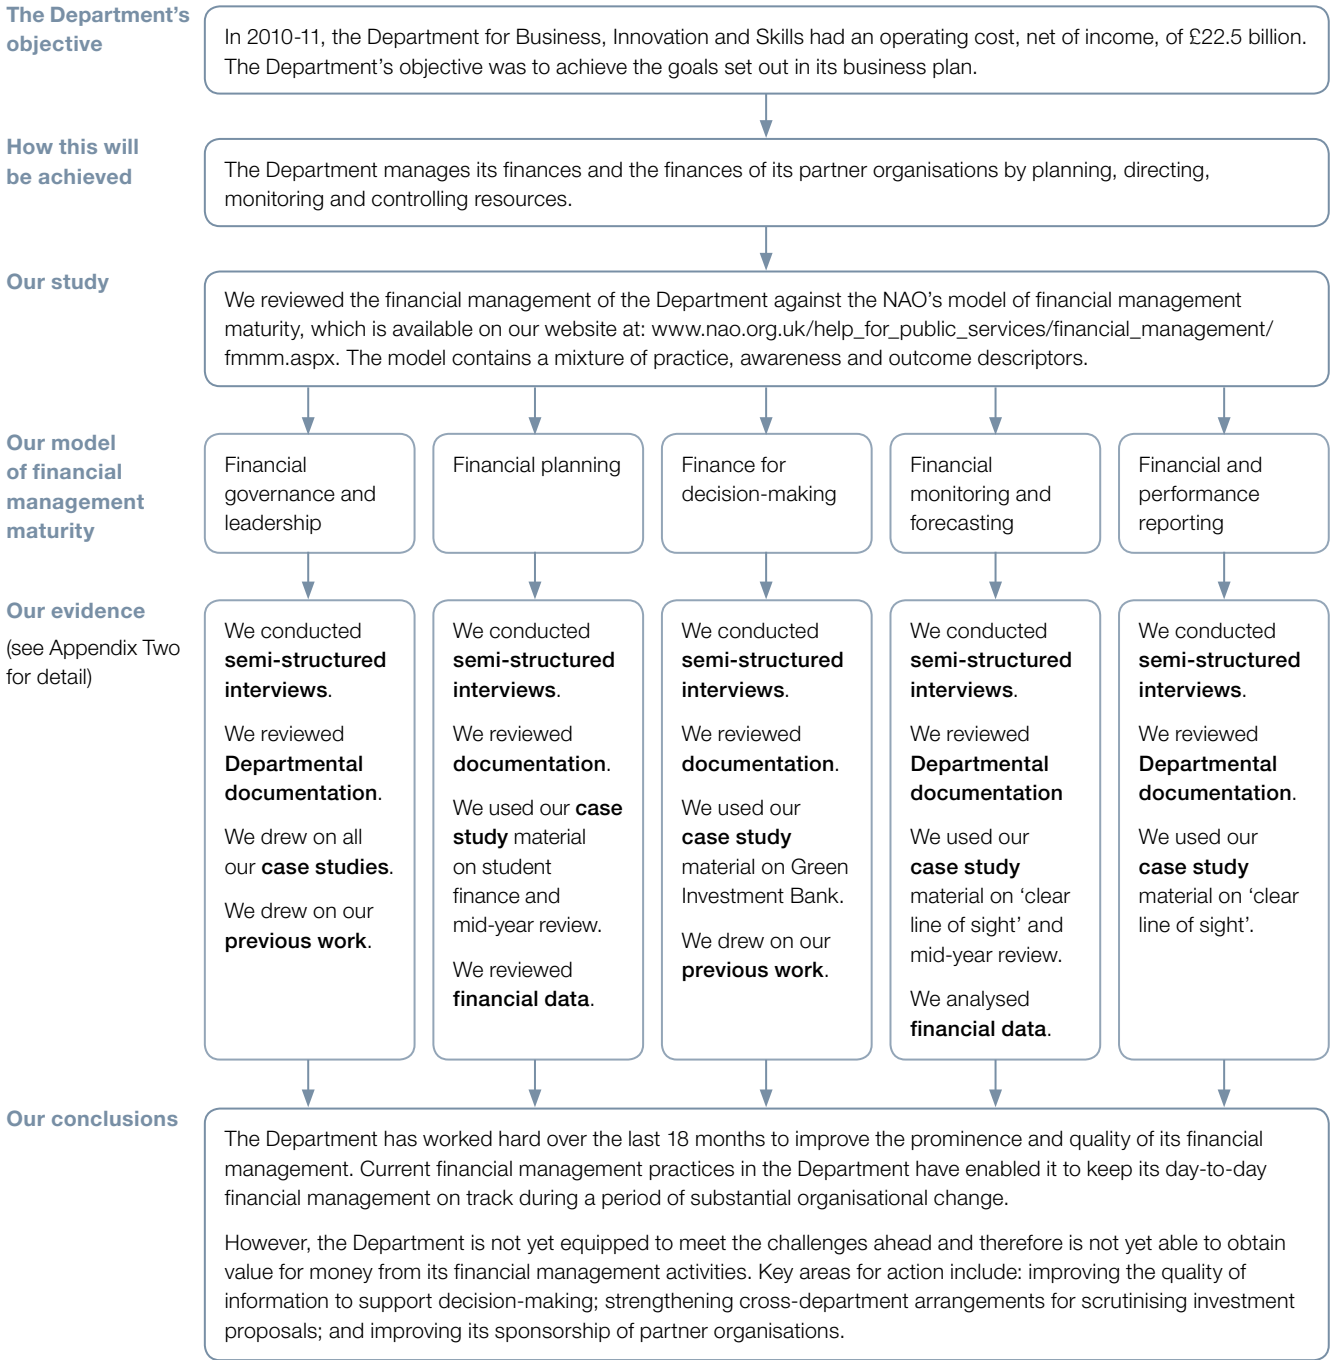 The Department's
objective
In 2010-11, the Department for Business, Innovation and Skills had an operating cost, net of income, of £22.5 billion.
The Department's objective was to achieve the goals set out in its business plan.
How this will
be achieved
The Department manages its finances and the finances of its partner organisations by planning, directing,
monitoring and controlling resources.
Our study
We reviewed the financial management of the Department against the NAO's model of financial management
maturity, which is available on our website at: www.nao.org.uk/help_for_public_services/financial_management/
fmmm.aspx. The model contains a mixture of practice, awareness and outcome descriptors.
Our model
of financial
management
maturity
Financial
governance and
leadership
Financial planning
Finance for
decision-making
Financial
monitoring and
forecasting
Financial and
performance
reporting
Our evidence
(see Appendix Two
for detail)
We conducted
semi-structured
interviews.
We reviewed
Departmental
documentation.
We drew on all
our case studies.
We drew on our
previous work.
We conducted
semi-structured
interviews.
We reviewed
documentation.
We used our case
study material
on student
finance and
mid-year review.
We reviewed
financial data.
We conducted
semi-structured
interviews.
We reviewed
documentation.
We used our
case study
material on Green
Investment Bank.
We drew on our
previous work.
We conducted
semi-structured
interviews.
We reviewed
Departmental
documentation
We used our
case study
material on 'clear
line of sight' and
mid-year review.
We analysed
financial data.
We conducted
semi-structured
interviews.
We reviewed
Departmental
documentation.
We used our
case study
material on 'clear
line of sight'.
Our conclusions
The Department has worked hard over the last 18 months to improve the prominence and quality of its financial
management. Current financial management practices in the Department have enabled it to keep its day-to-day
financial management on track during a period of substantial organisational change.
However, the Department is not yet equipped to meet the challenges ahead and therefore is not yet able to obtain
value for money from its financial management activities. Key areas for action include: improving the quality of
information to support decision-making; strengthening cross-department arrangements for scrutinising investment
proposals; and improving its sponsorship of partner organisations.